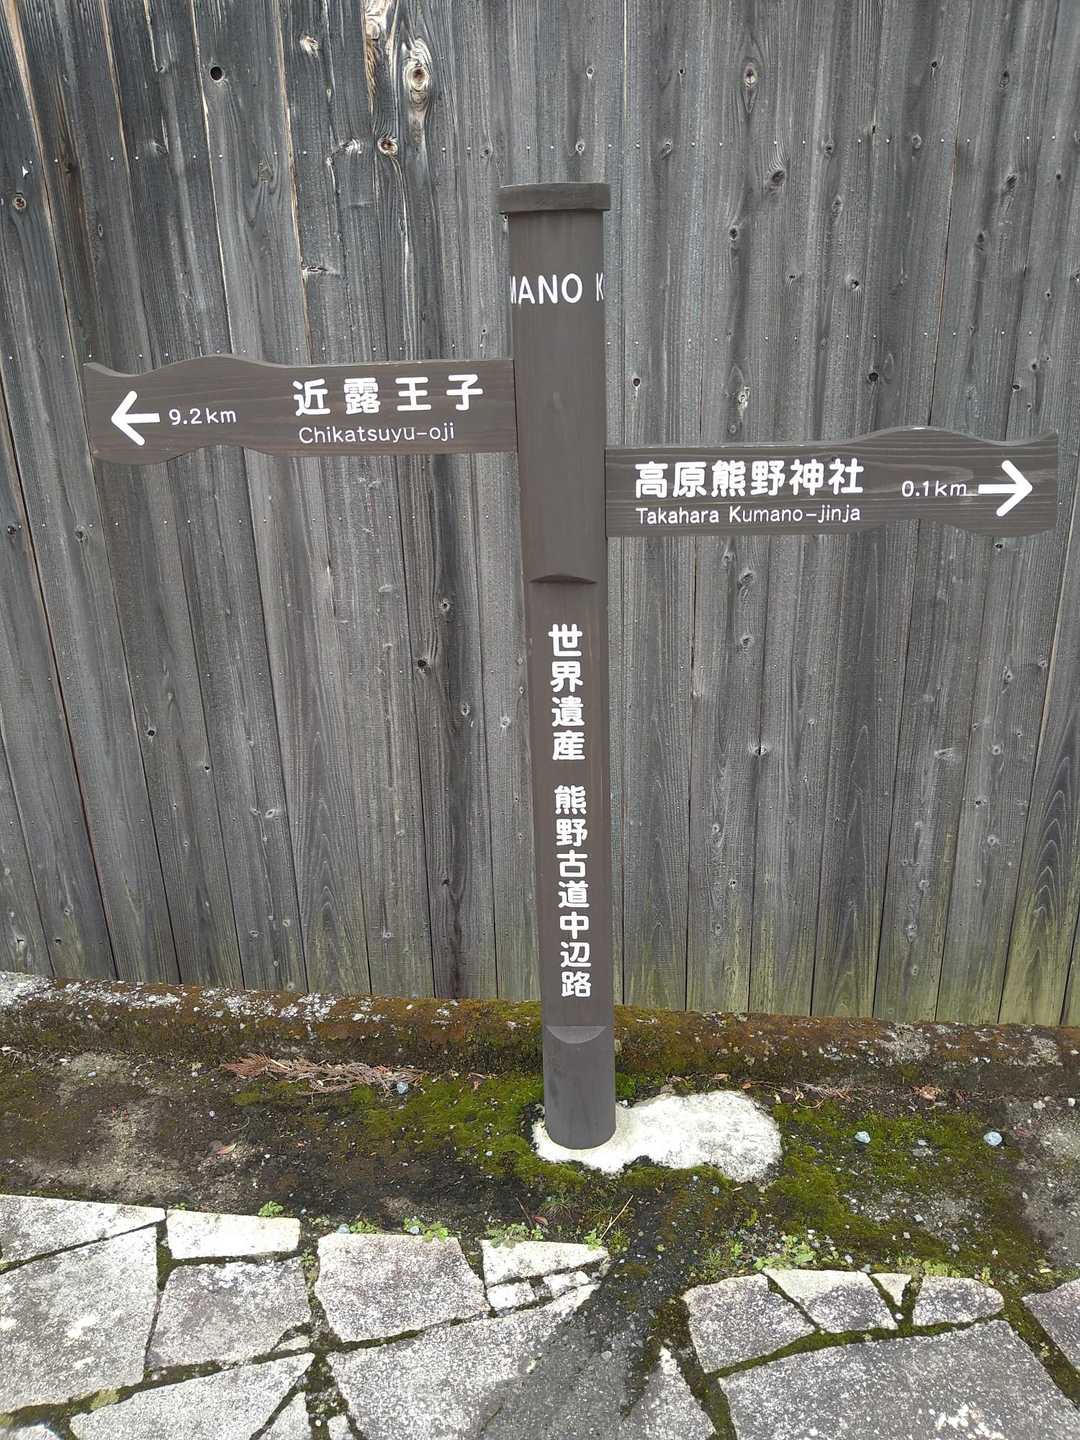 MANO K
← 9.2km
近露王子
Chikatsuyu-oji
高原熊野神社
Takahara Kumano-jinja
0.1km →
世界遺産 熊野古道中辺路